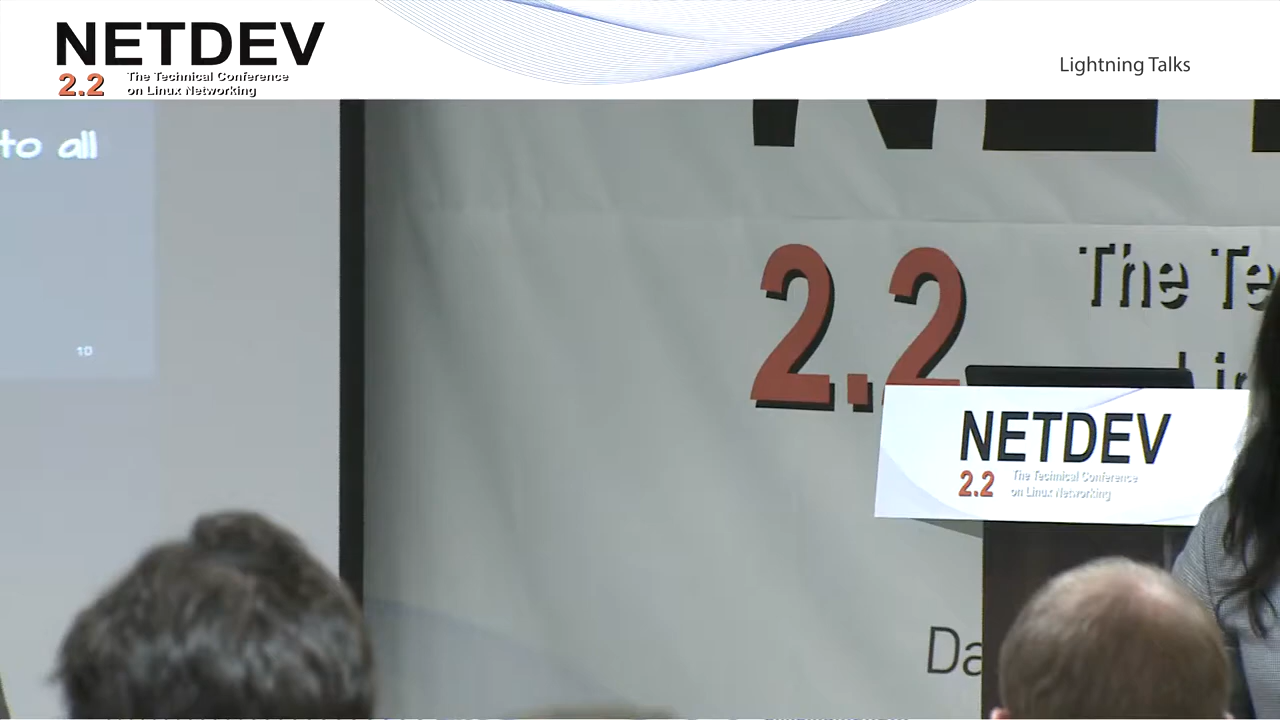 NETDEV
2.2
The Technical Conference
on Linux Networking
Lightning Talks
to all
10
2.2
The Te
NETDEV
2.2
The Technical Conference
on Linux Networking
Da